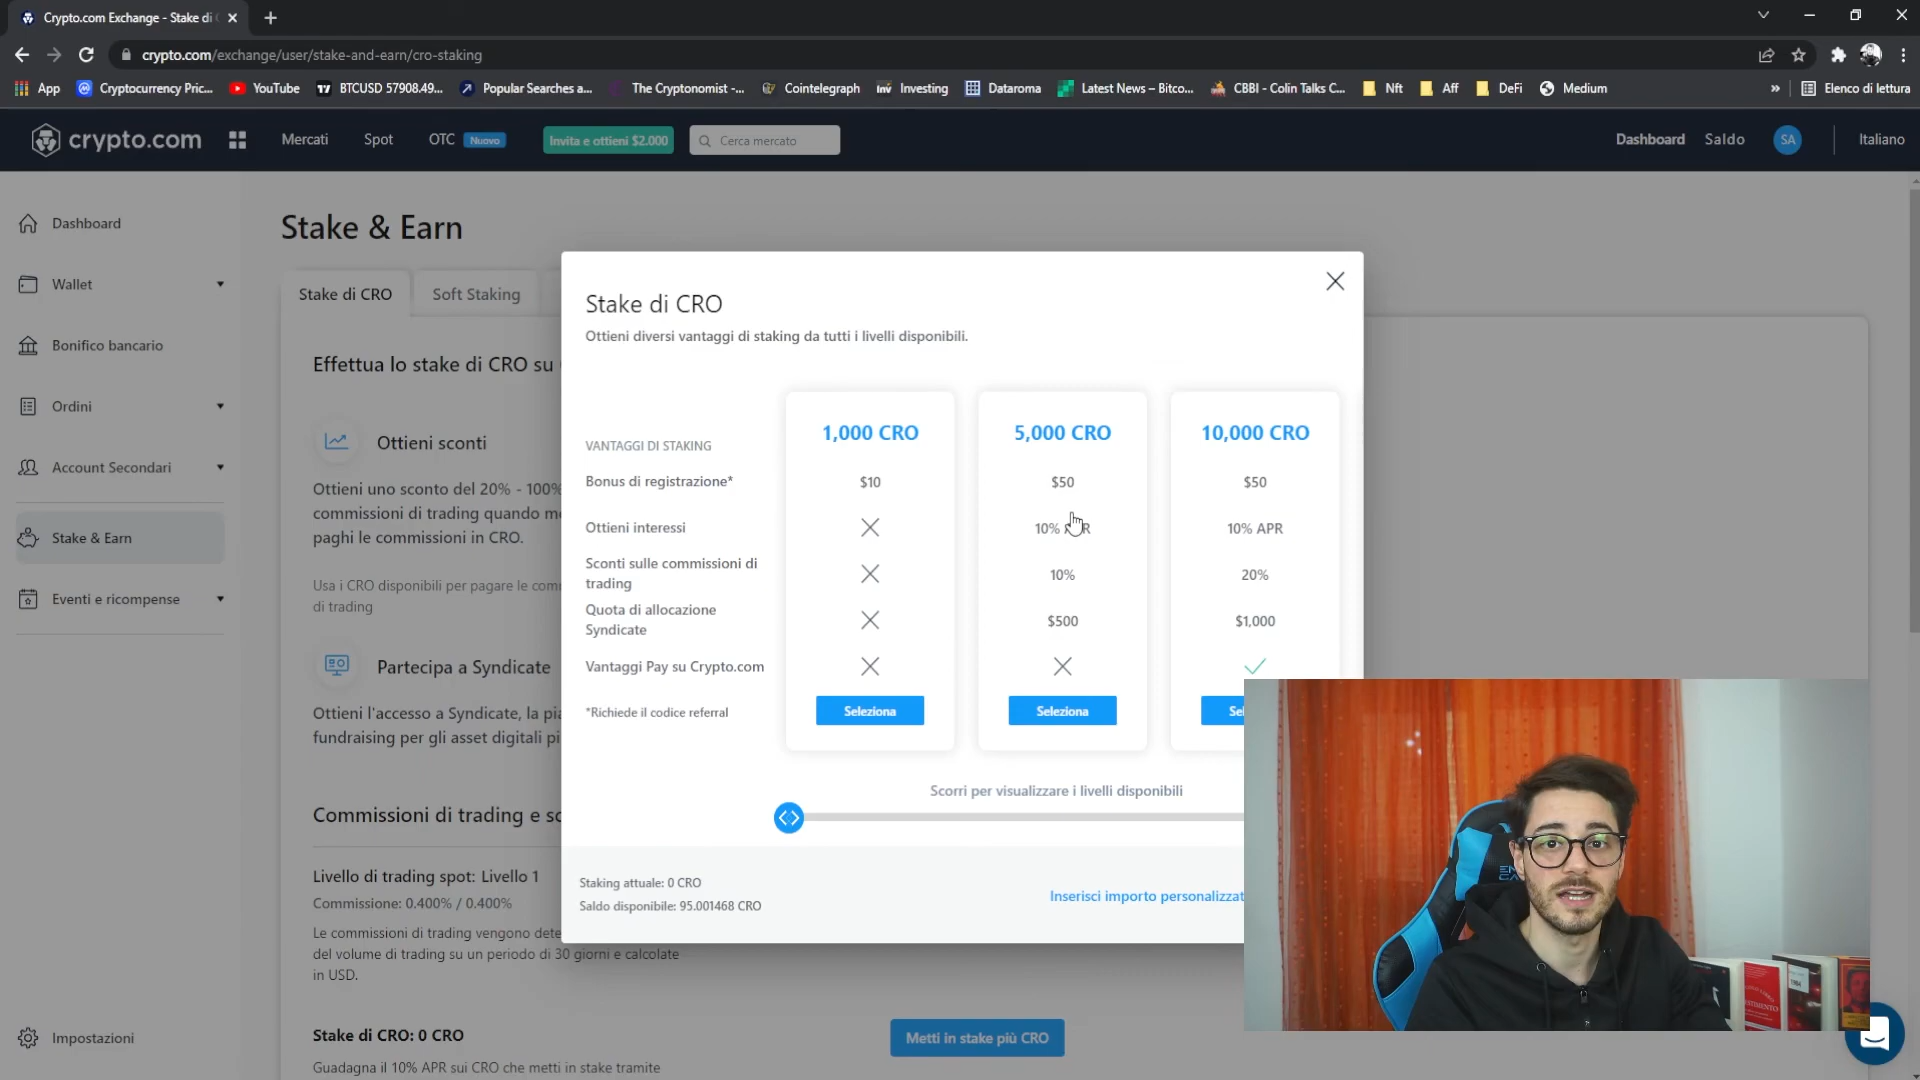 Crypto.com Exchange - Stake di
crypto.com/exchange/user/stake-and-earn/cro-staking
App
Cryptocurrency Pric...
YouTube
BTCUSD 57908.49...
Popular Searches a...
The Cryptonomist -...
Cointelegraph
Investing
Dataroma
Latest News – Bitco...
CBBI - Colin Talks C...
Nft
Aff
DeFi
Medium
»
Elenco di lettura
crypto.com
Mercati
Spot
OTC Nuovo
Invita e ottieni $2.000
Cerca mercato
Dashboard
Saldo
SA
Italiano
Dashboard
Wallet
Bonifico bancario
Ordini
Account Secondari
Stake & Earn
Eventi e ricompense
Impostazioni
Stake & Earn
Stake di CRO
Soft Staking
Effettua lo stake di CRO su
Ottieni sconti
Ottieni uno sconto del 20% - 100%
commissioni di trading quando me
paghi le commissioni in CRO.
Usa i CRO disponibili per pagare le com
di trading
Partecipa a Syndicate
Ottieni l'accesso a Syndicate, la pia
fundraising per gli asset digitali pi
Commissioni di trading e sc
Livello di trading spot: Livello 1
Commissione: 0.400% / 0.400%
Le commissioni di trading vengono dete
del volume di trading su un periodo di 30 giorni e calcolate
in USD.
Stake di CRO: 0 CRO
Guadagna il 10% APR sui CRO che metti in stake tramite
Metti in stake più CRO
Stake di CRO
Ottieni diversi vantaggi di staking da tutti i livelli disponibili.
VANTAGGI DI STAKING
1,000 CRO
5,000 CRO
10,000 CRO
Bonus di registrazione*
$10
$50
$50
Ottieni interessi
10%
10% APR
Sconti sulle commissioni di
trading
10%
20%
Quota di allocazione
Syndicate
$500
$1,000
Vantaggi Pay su Crypto.com
*Richiede il codice referral
Seleziona
Seleziona
Sel
Scorri per visualizzare i livelli disponibili
Staking attuale: 0 CRO
Saldo disponibile: 95.001468 CRO
Inserisci importo personalizzat